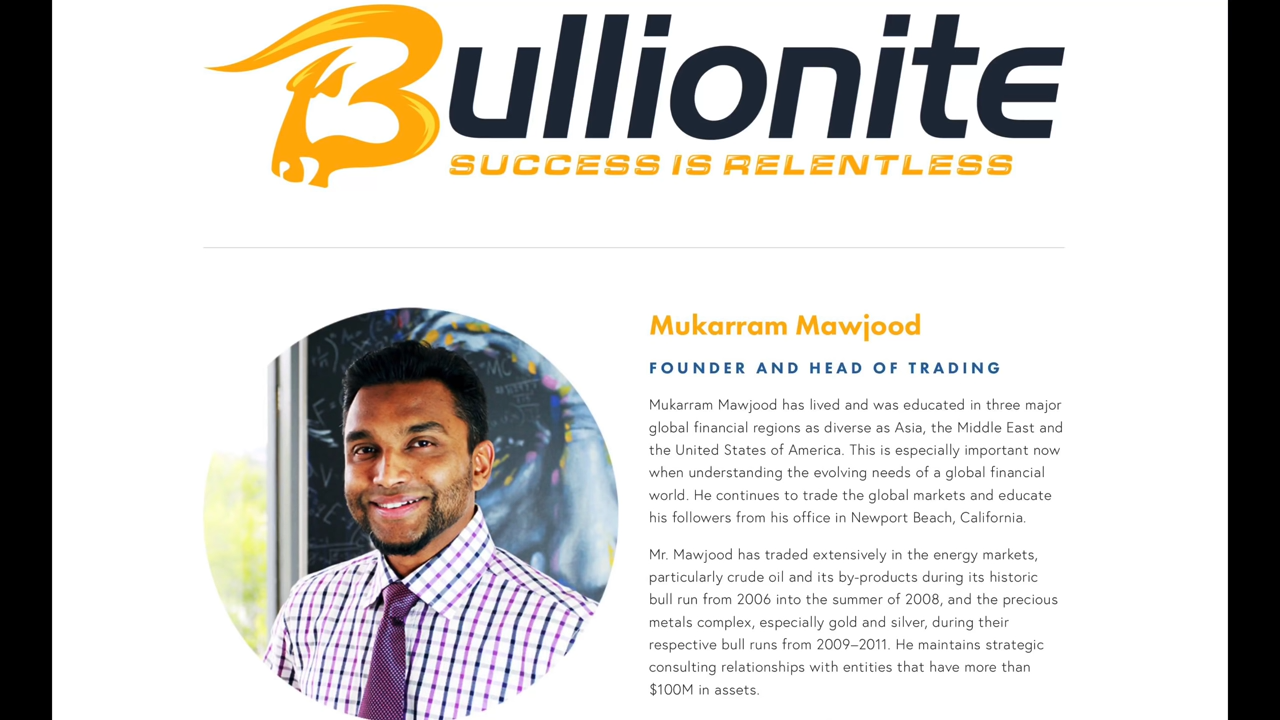 Bullionite
SUCCESS IS RELENTLESS
Mukarram Mawjood
FOUNDER AND HEAD OF TRADING
Mukarram Mawjood has lived and was educated in three major
global financial regions as diverse as Asia, the Middle East and
the United States of America. This is especially important now
when understanding the evolving needs of a global financial
world. He continues to trade the global markets and educate
his followers from his office in Newport Beach, California.
Mr. Mawjood has traded extensively in the energy markets,
particularly crude oil and its by-products during its historic
bull run from 2006 into the summer of 2008, and the precious
metals complex, especially gold and silver, during their
respective bull runs from 2009–2011. He maintains strategic
consulting relationships with entities that have more than
$100M in assets.